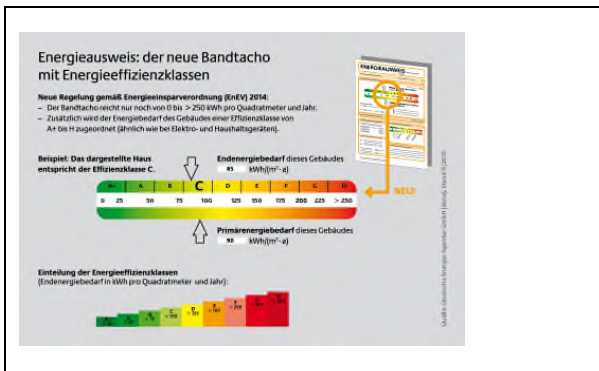 Energieausweis: der neue Bandtacho
mit Energieeffizienzklassen
ENERGIEAUSWEIS
Neue Regelung gemäß Energieeinsparverordnung (EnEV) 2014:
– Der Bandtacho reicht nur noch von 0 bis > 250 kWh pro Quadratmeter und Jahr.
– Zusätzlich wird der Energiebedarf des Gebäudes einer Effizienzklasse von
A+ bis H zugeordnet (ähnlich wie bei Elektro- und Haushaltsgeräten).
Beispiel: Das dargestellte Haus
entspricht der Effizienzklasse C.
Endenergiebedarf dieses Gebäudes
85 kWh/(m²·a)
NEU!
A+ A B C D E F G H
0 25 50 75 100 125 150 175 200 225 > 250
Primärenergiebedarf dieses Gebäudes
90 kWh/(m²·a)
Einteilung der Energieeffizienzklassen
(Endenergiebedarf in kWh pro Quadratmeter und Jahr):